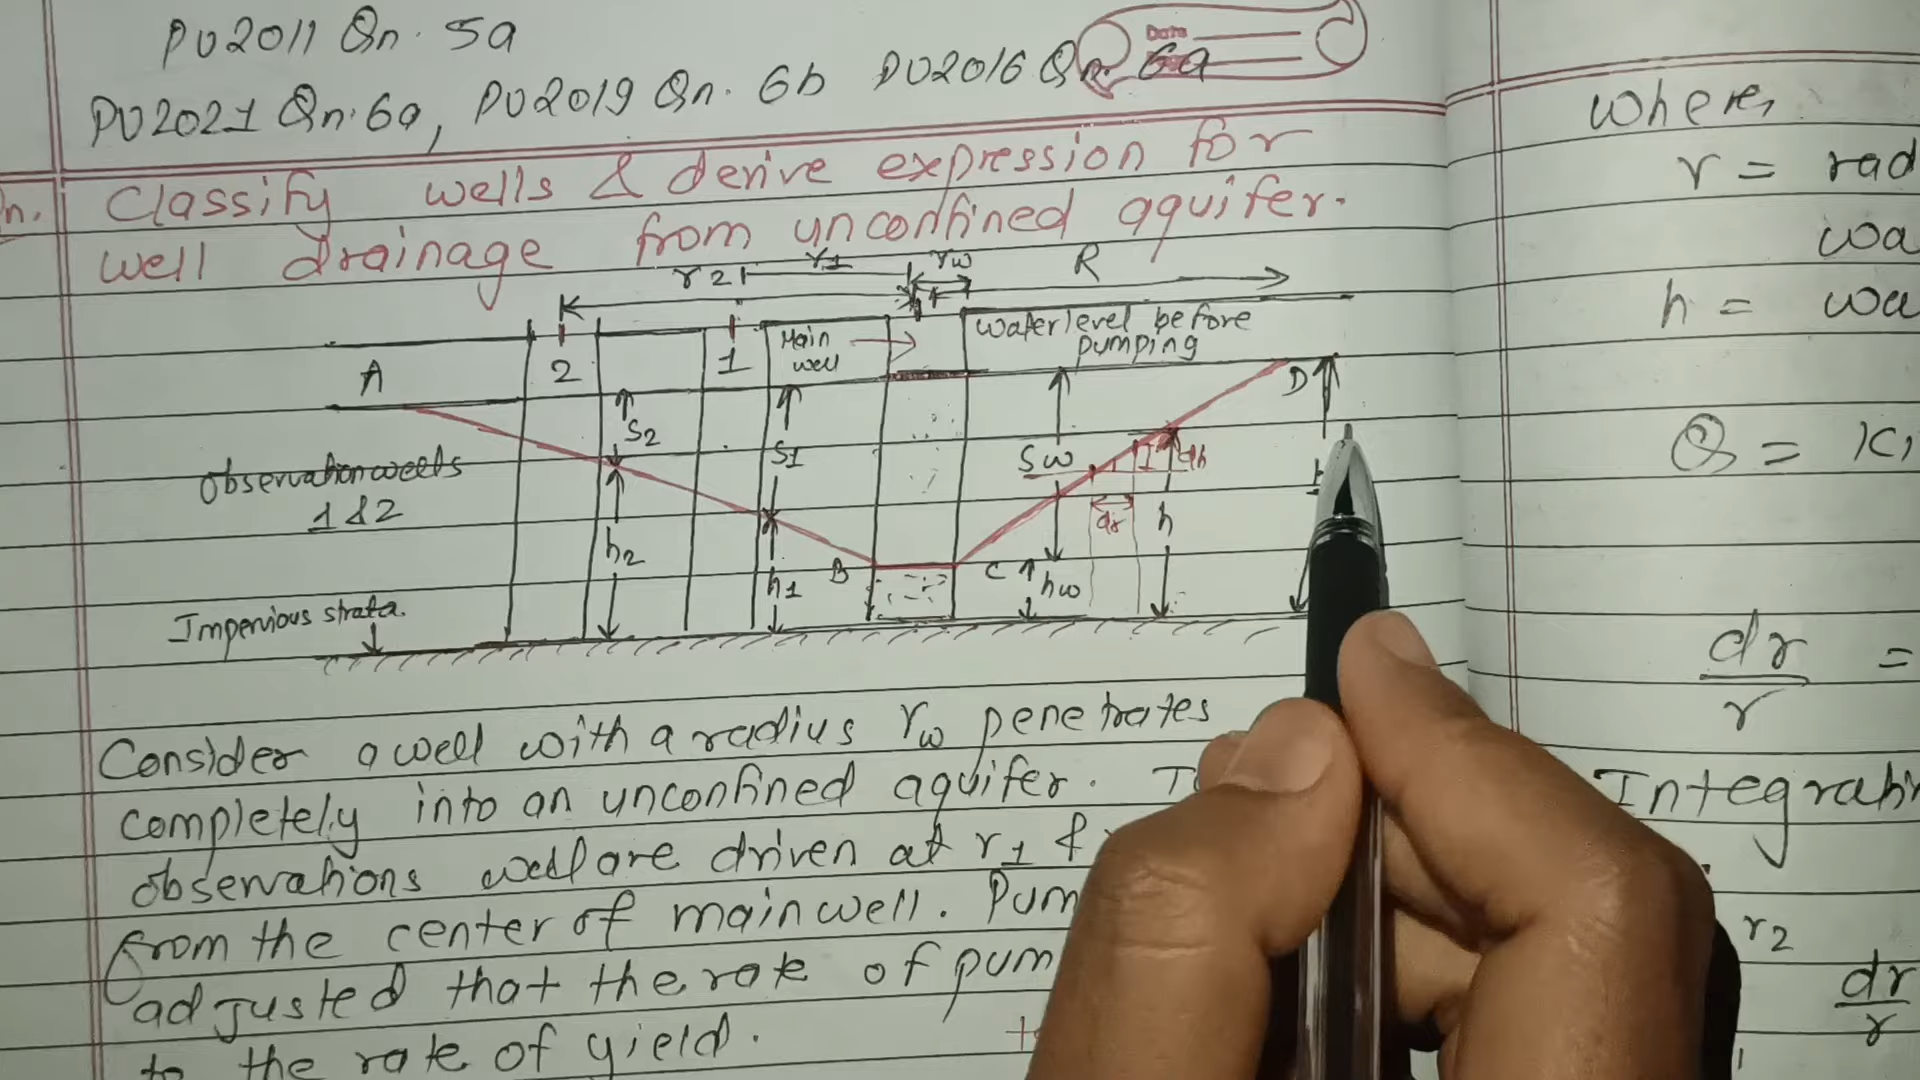 PU2011 Qn. 5a
PU2021 Qn. 6a, PU2019 Qn. 6b PU2016 Qn. 6a
Date
Qn. Classify wells & derive expression for
well drainage from unconfined aquifer.
r2 r1 rw R
A 2 1 Main well Water level before pumping D
S2 S1 Sw dh
Observation wells
1 & 2
dr h
h2 h1 B C hw
Impervious strata.
Consider a well with a radius rw penetrates
completely into an unconfined aquifer.
observations well are driven at r1 &
from the center of main well. Pum
adjusted that the rate of pum
to the rate of yield.
where,
r = rad
wa
h = wa
Q =
dr/r =
Integratin
r2
dr/r